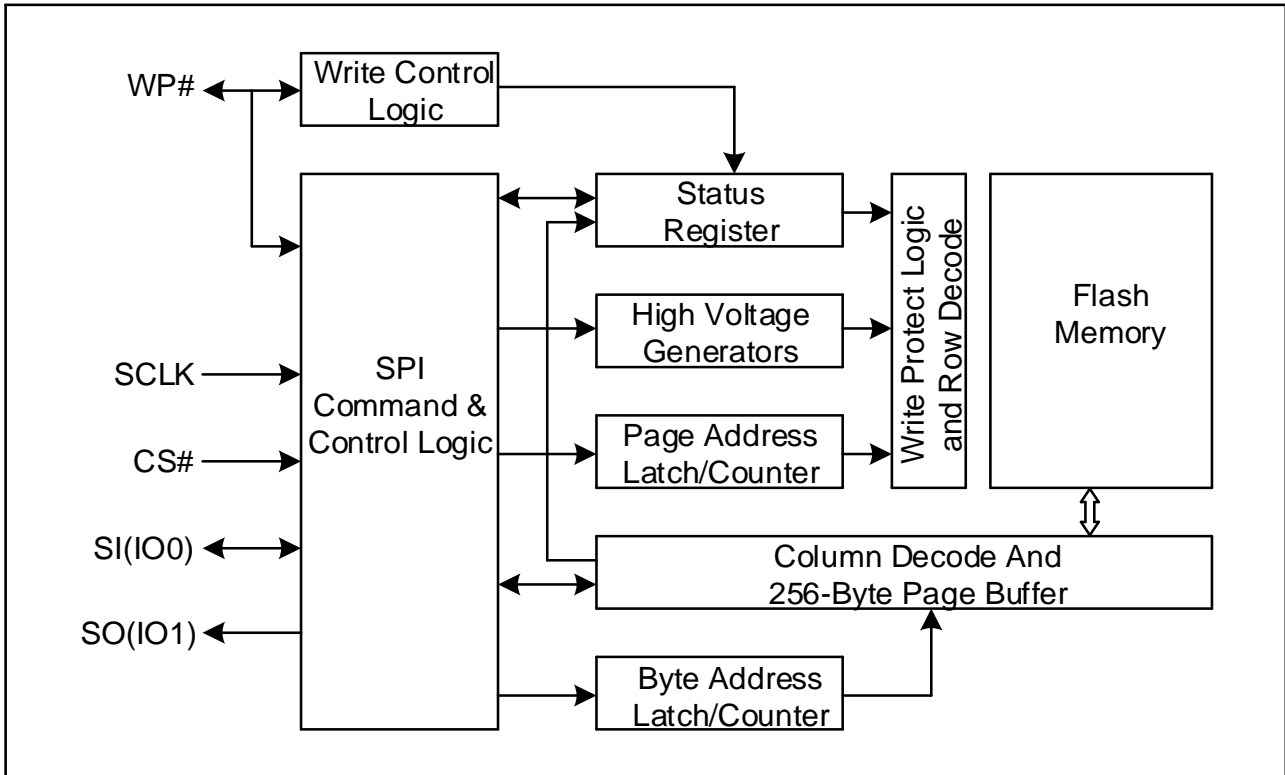 WP#
Write Control
Logic
Status
Register
High Voltage
Generators
Page Address
Latch/Counter
Write Protect Logic
and Row Decode
Flash
Memory
SCLK
CS#
SI(IO0)
SO(IO1)
SPI
Command &
Control Logic
Column Decode And
256-Byte Page Buffer
Byte Address
Latch/Counter